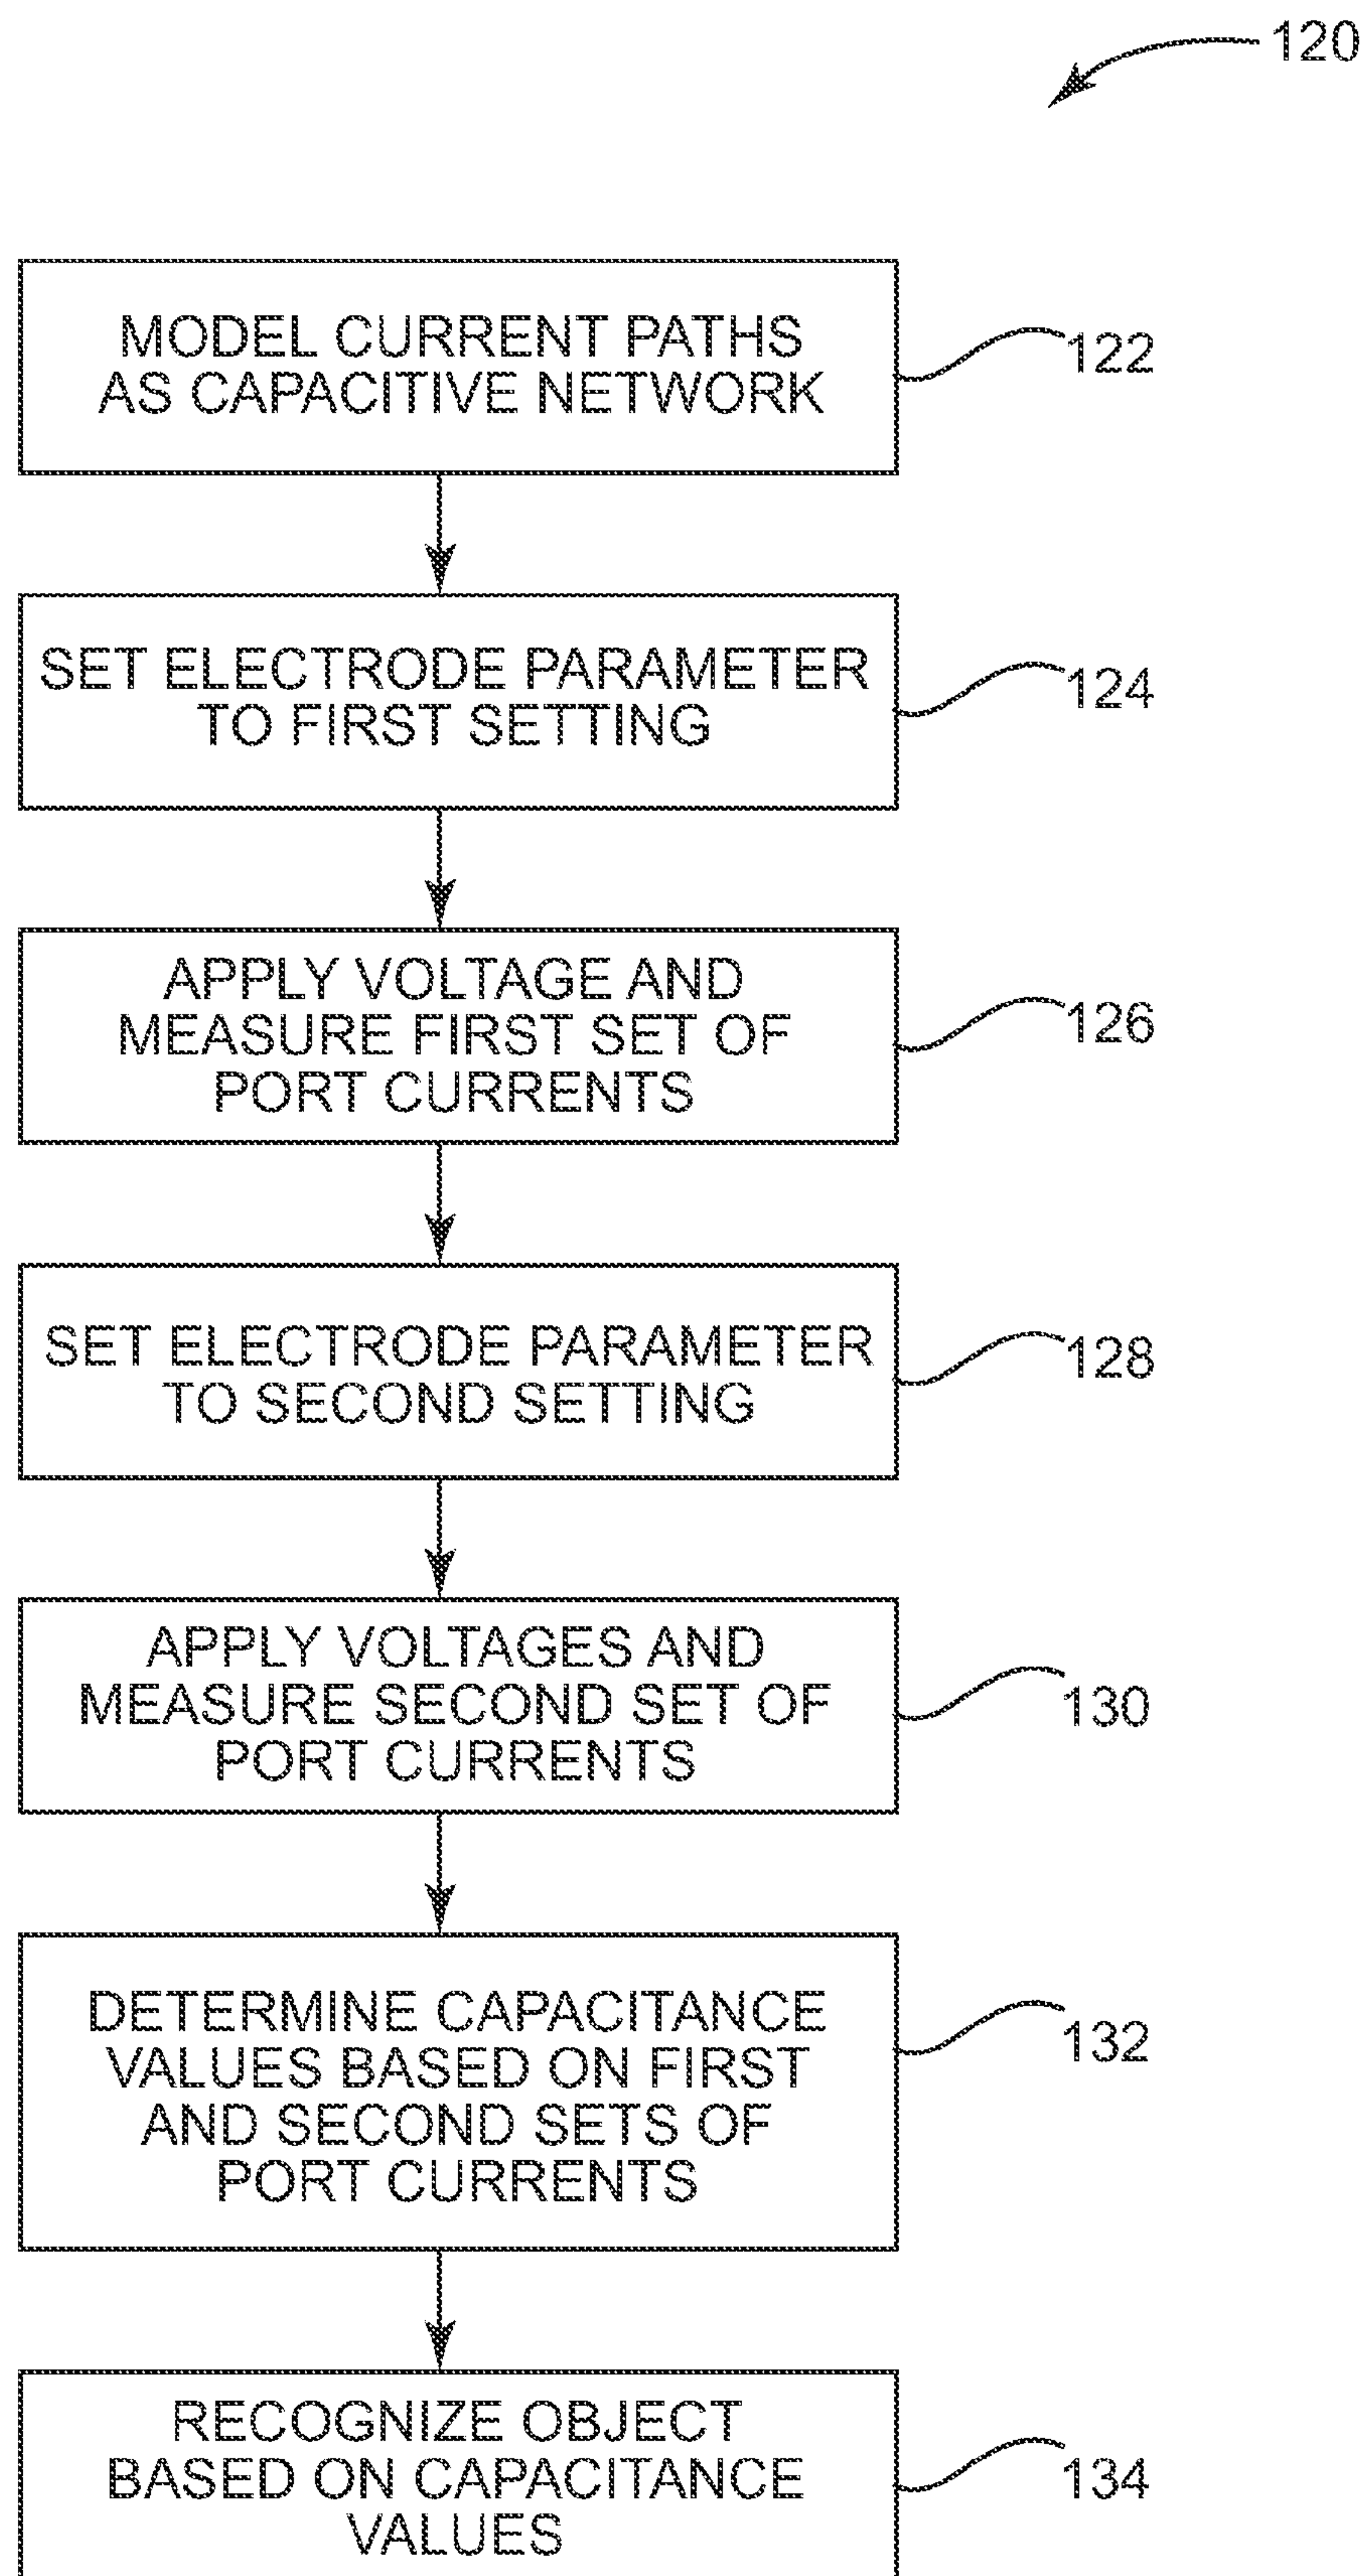 120
MODEL CURRENT PATHS
AS CAPACITIVE NETWORK
122
SET ELECTRODE PARAMETER
TO FIRST SETTING
124
APPLY VOLTAGE AND
MEASURE FIRST SET OF
PORT CURRENTS
126
SET ELECTRODE PARAMETER
TO SECOND SETTING
128
APPLY VOLTAGES AND
MEASURE SECOND SET OF
PORT CURRENTS
130
DETERMINE CAPACITANCE
VALUES BASED ON FIRST
AND SECOND SETS OF
PORT CURRENTS
132
RECOGNIZE OBJECT
BASED ON CAPACITANCE
VALUES
134